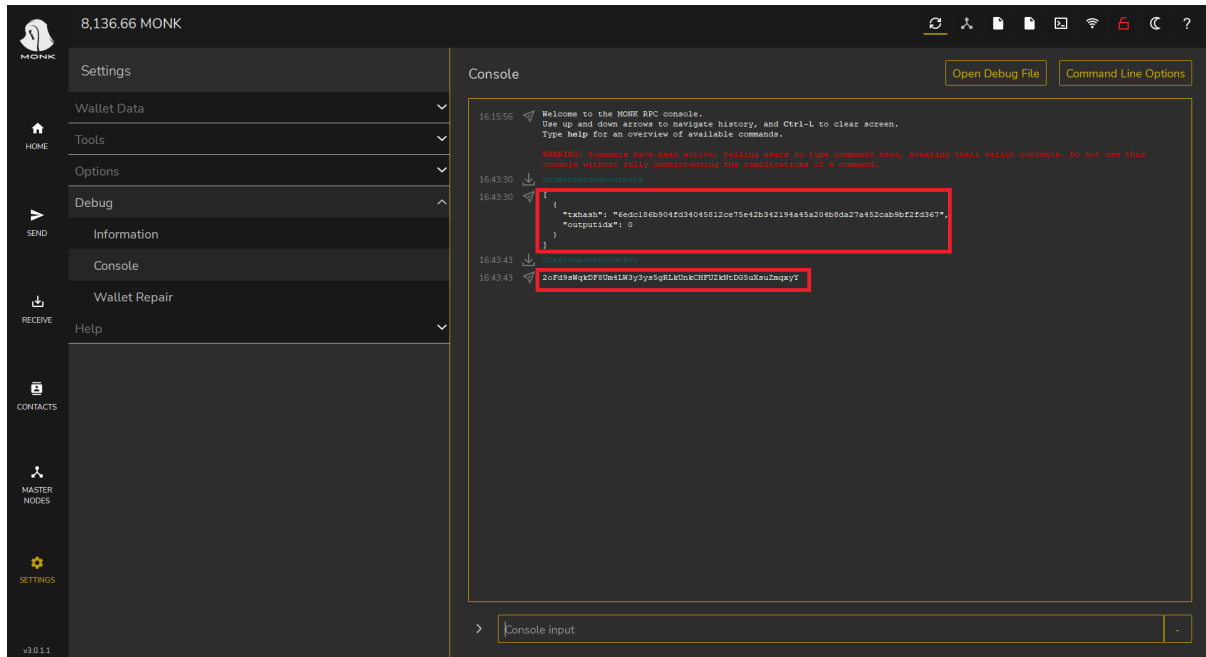 8,136.66 MONK
?
MONK
HOME
SEND
RECEIVE
CONTACTS
MASTER
NODES
SETTINGS
v3.0.1.1
Settings
Wallet Data
Tools
Options
Debug
Information
Console
Wallet Repair
Help
Console
Open Debug File
Command Line Options
16:15:56
Welcome to the MONK RPC console.
Use up and down arrows to navigate history, and Ctrl-L to clear screen.
Type help for an overview of available commands.
WARNING: Scammers have been active, telling users to type commands here, stealing their wallet contents. Do not use this
console without fully understanding the ramifications of a command.
16:43:30 getmasternodeoutputs
16:43:30 [
{
"txhash": "6edc186b904fd34045812ce75e42b342194a45a204b8da27a452cab9bf2fd367",
"outputidx": 0
}
]
16:43:43 createmasternodekey
16:43:43 2oFd9sWqkDF8Um4LW3y3ys5gRLkUnkCHFUZkNtDG5uXsuZmqxyY
> Console input
-